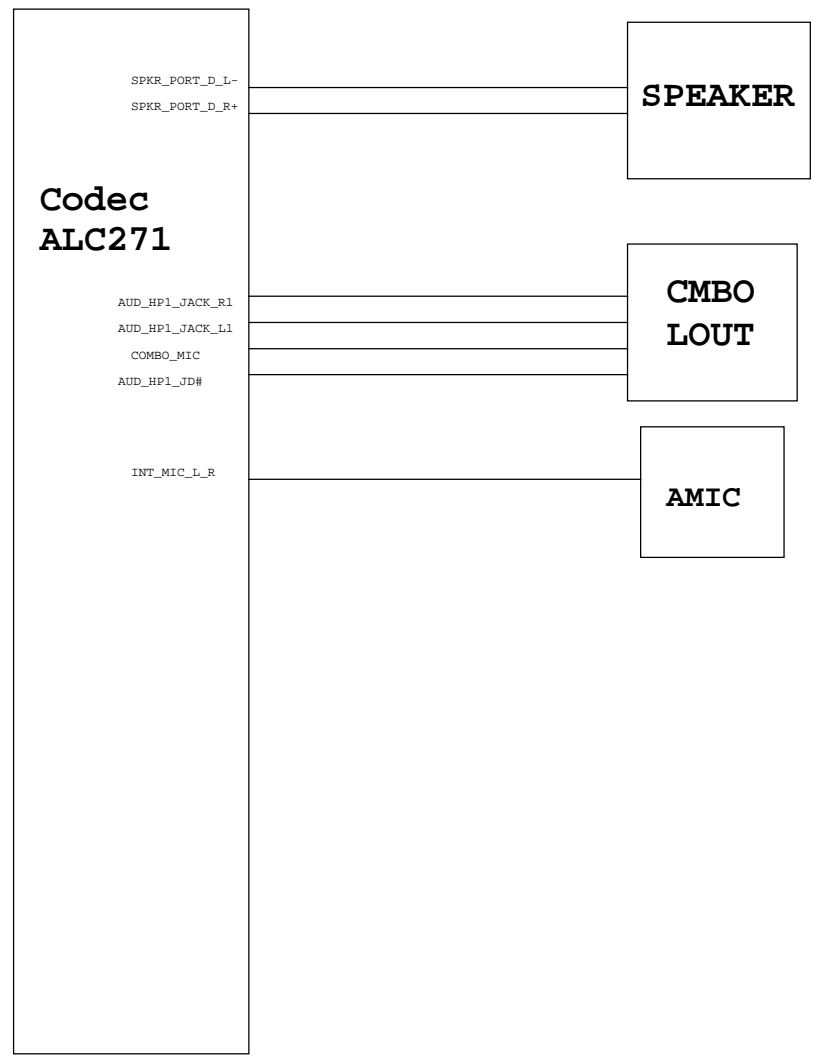 SPKR_PORT_D_L-
SPKR_PORT_D_R+
SPEAKER
Codec
ALC271
AUD_HP1_JACK_R1
AUD_HP1_JACK_L1
COMBO_MIC
AUD_HP1_JD#
CMBO
LOUT
INT_MIC_L_R
AMIC